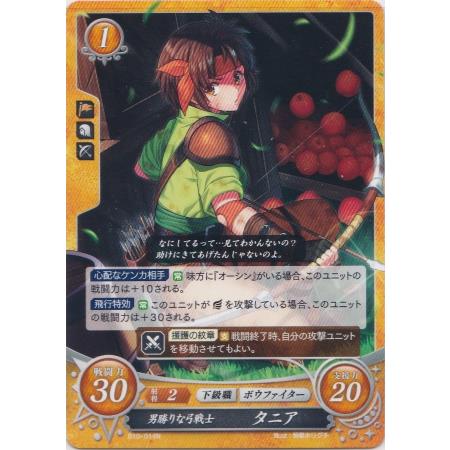 1
なにしてるって…見てわかんないの?
助けにきてあげたんじゃないのよ。
心配なケンカ相手 常 味方に『オーシン』がいる場合、このユニットの
戦闘力は+10される。
飛行特効 常 このユニットが を攻撃している場合、このユニット
の戦闘力は+30される。
援護の紋章 支 戦闘終了時、自分の攻撃ユニット
を移動させてもよい。
戦闘力 30
射程 2
下級職 ボウファイター
支援力 20
男勝りな弓戦士 タニア